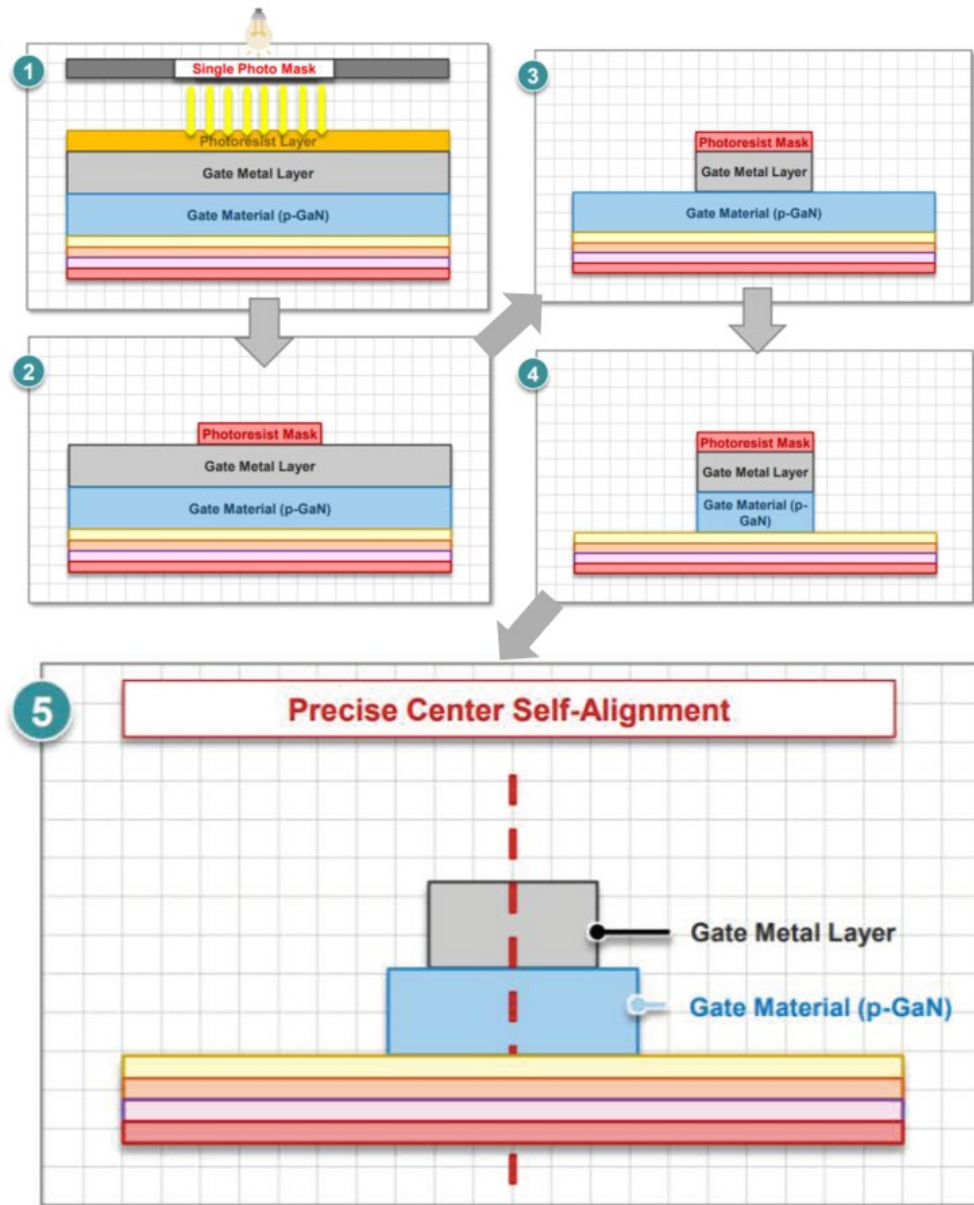 1
Single Photo Mask
Photoresist Layer
Gate Metal Layer
Gate Material (p-GaN)
2
Photoresist Mask
Gate Metal Layer
Gate Material (p-GaN)
3
Photoresist Mask
Gate Metal Layer
Gate Material (p-GaN)
4
Photoresist Mask
Gate Metal Layer
Gate Material (p-
GaN)
5
Precise Center Self-Alignment
Gate Metal Layer
Gate Material (p-GaN)